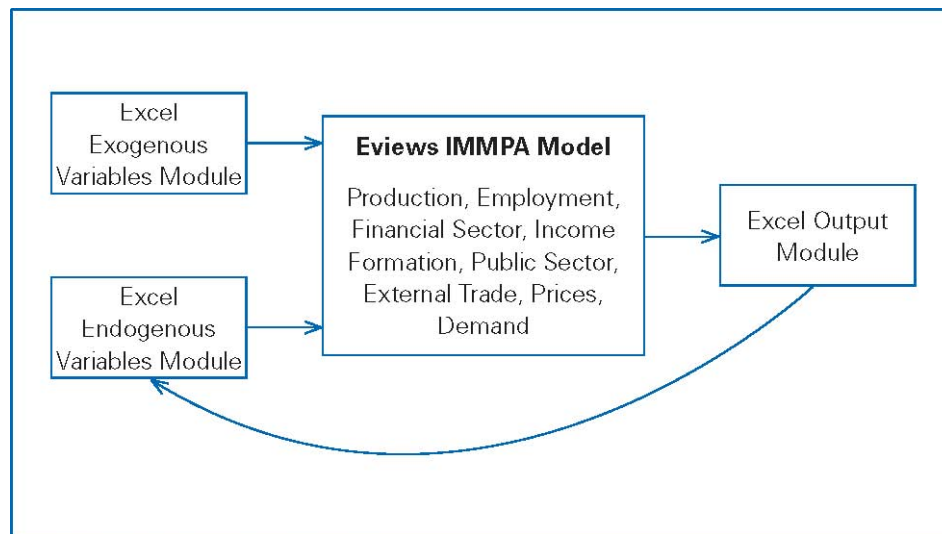 Excel
Exogenous
Variables Module
Eviews IMMPA Model
Production, Employment,
Financial Sector, Income
Formation, Public Sector,
External Trade, Prices,
Demand
Excel Output
Module
Excel
Endogenous
Variables Module